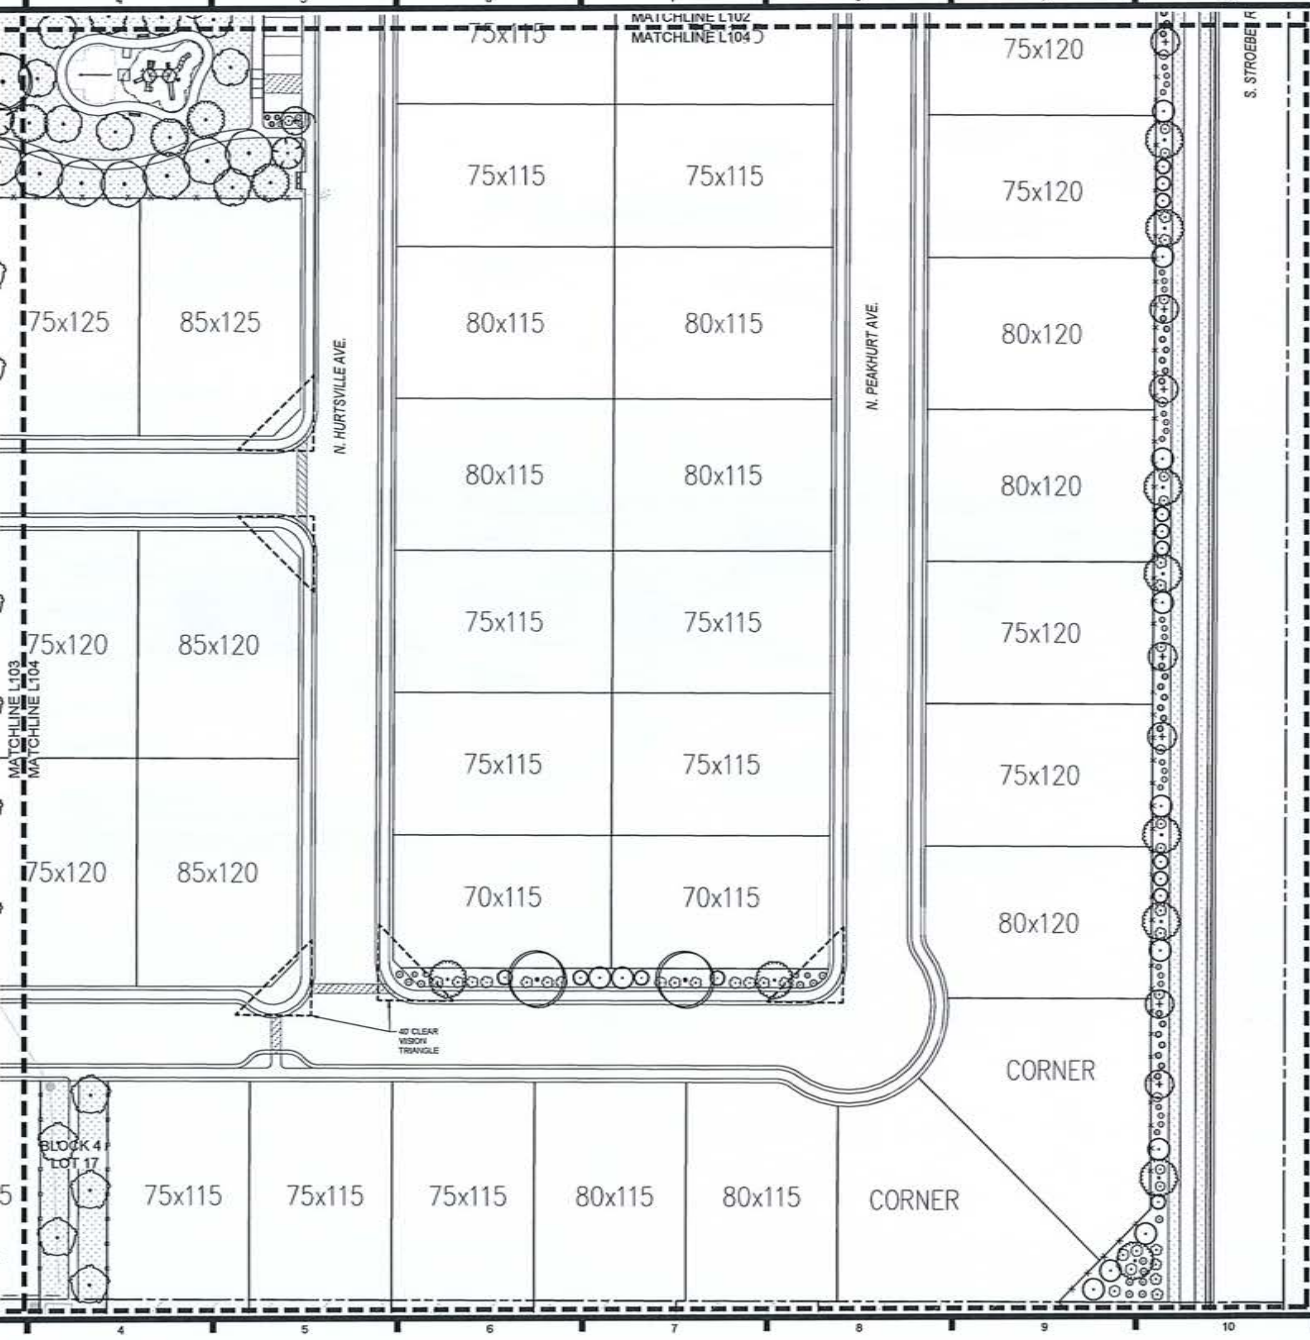 MATCHLINE L102
MATCHLINE L104
75x115
75x120
S. STROEBEL R
75x115
75x115
75x120
75x125
85x125
80x115
80x115
80x120
N. HURTSVILLE AVE.
N. PEAKHURT AVE.
80x115
80x115
80x120
75x120
85x120
75x115
75x115
75x120
MATCHLINE L103
MATCHLINE L104
75x115
75x115
75x120
75x120
85x120
70x115
70x115
80x120
40' CLEAR
VISION
TRIANGLE
CORNER
BLOCK 4
LOT 17
5
75x115
75x115
75x115
80x115
80x115
CORNER
4
5
6
7
8
9
10